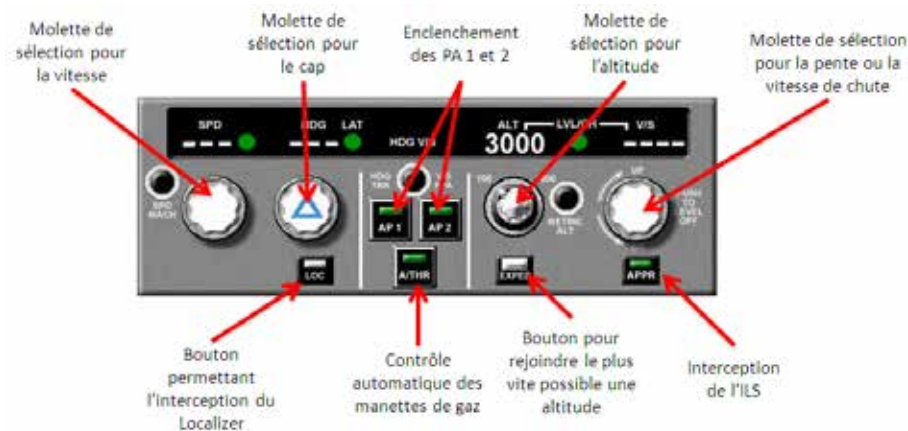 Molette de
sélection pour
la vitesse
Molette de
sélection pour
le cap
Enclenchement
des PA 1 et 2
Molette de
sélection pour
l'altitude
Molette de sélection
pour la pente ou la
vitesse de chute
SPD HDG LAT ALT LVL/CH V/S
--- --- HDG V/S 3000 ----
SPD
MACH
HDG
TRK
AP 1 AP 2
100
METRIC
ALT
UP
TO
OFF
LOC A/THR EXPED APPR
Bouton
permettant
l'interception du
Localizer
Contrôle
automatique des
manettes de gaz
Bouton pour
rejoindre le plus
vite possible une
altitude
Interception
de l'ILS